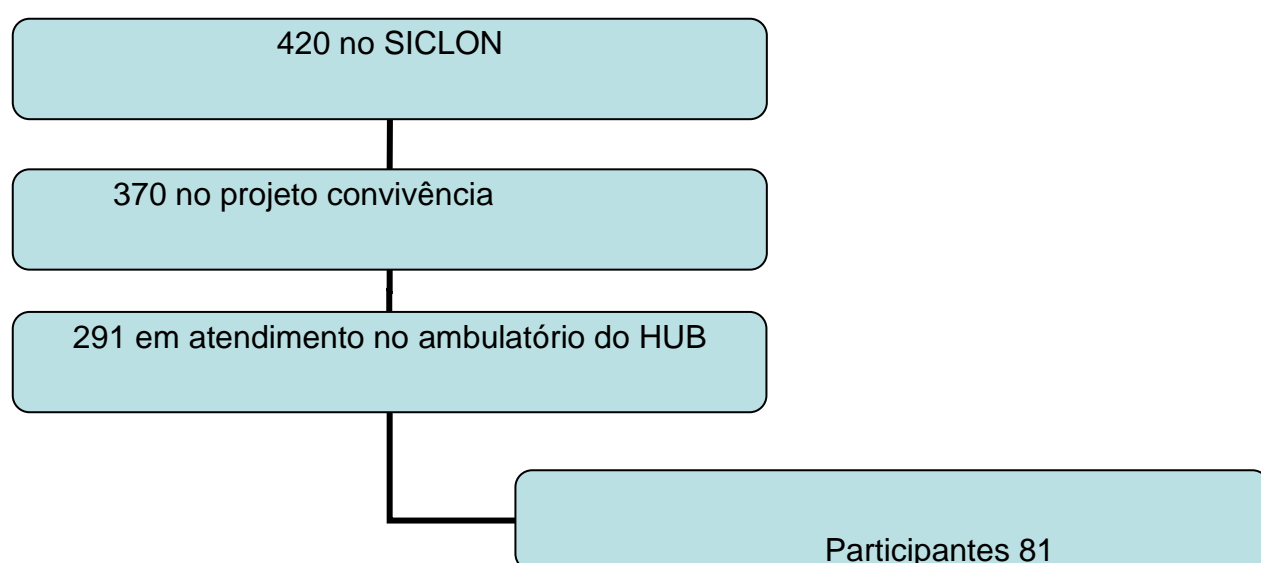 420 no SICLON
370 no projeto convivência
291 em atendimento no ambulatório do HUB
Participantes 81